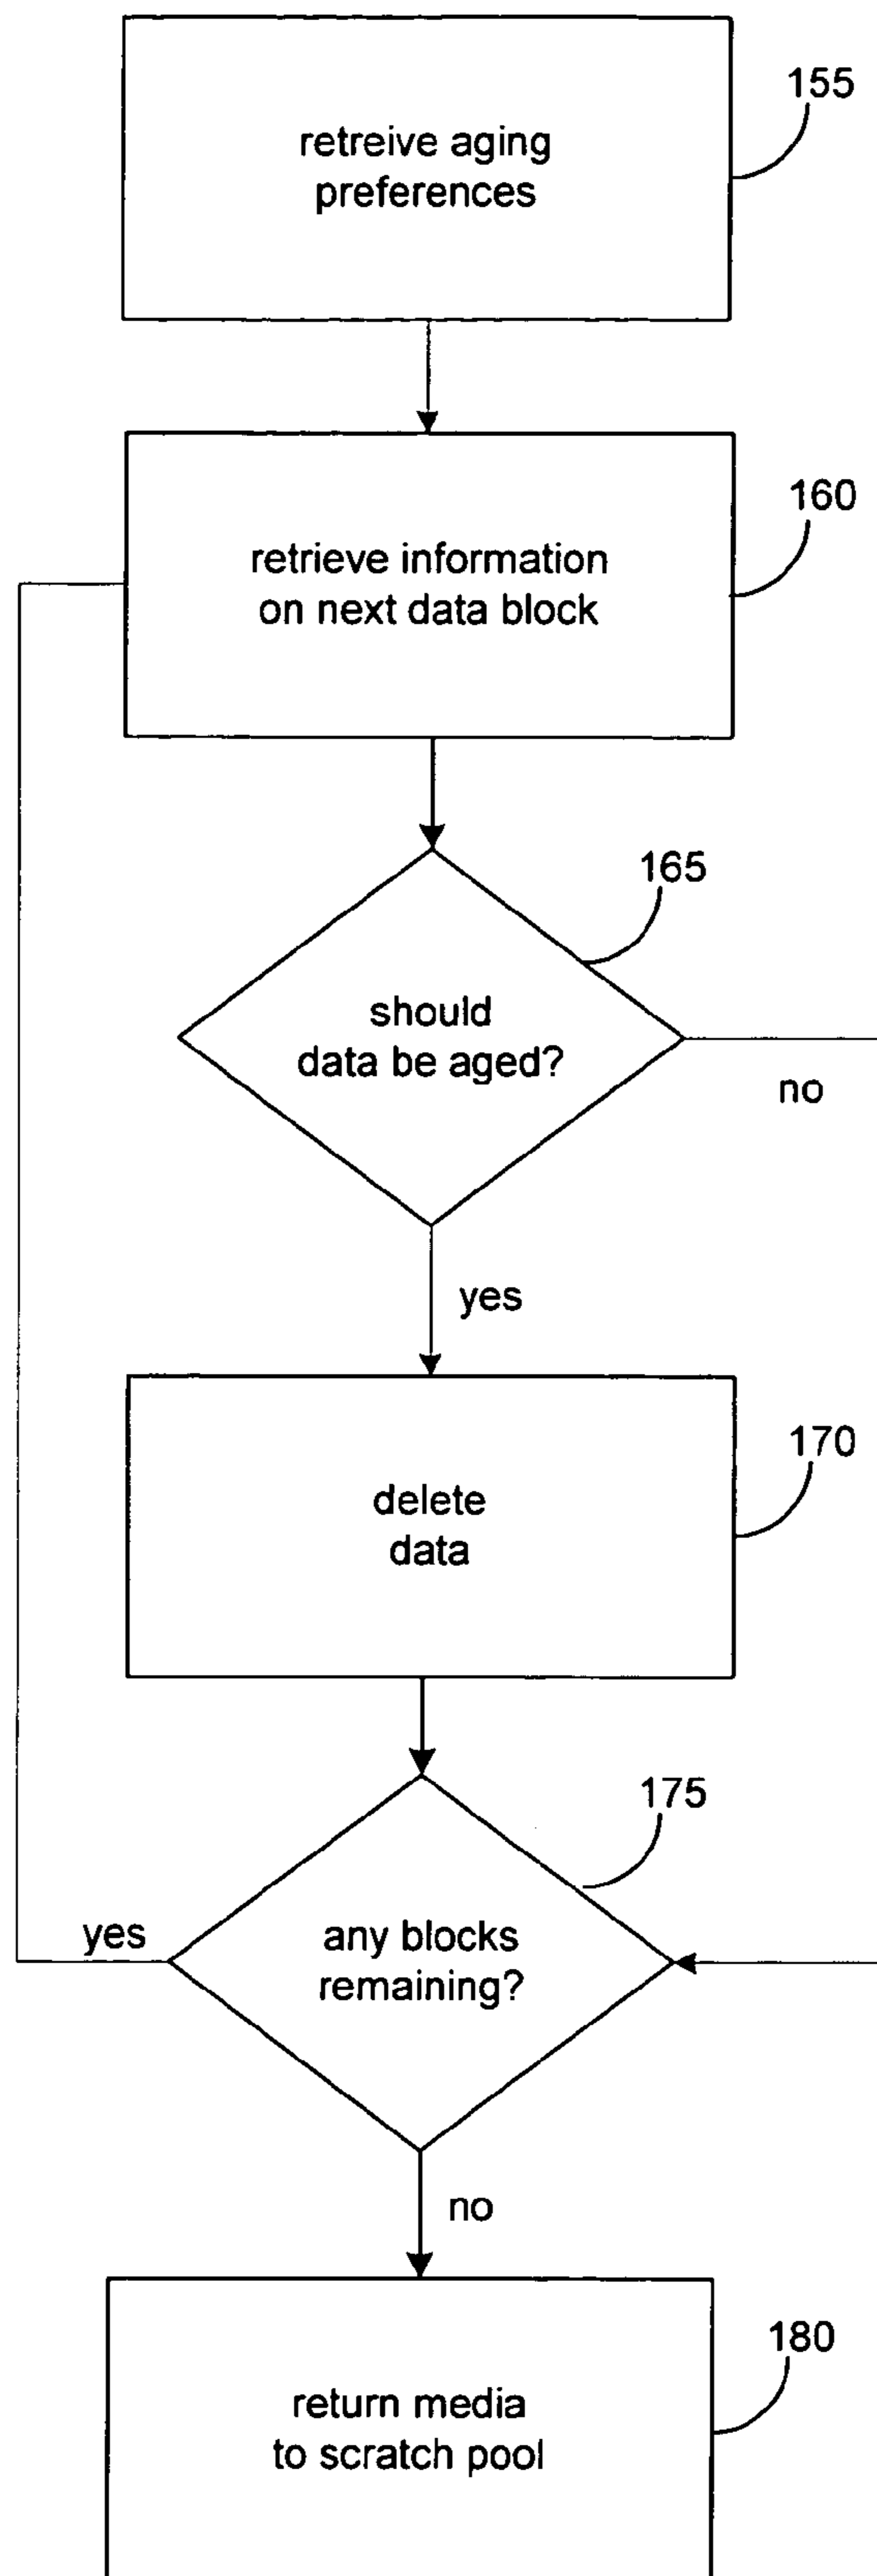 155
retreive aging
preferences
160
retrieve information
on next data block
165
should
data be aged?
no
yes
170
delete
data
175
yes
any blocks
remaining?
no
180
return media
to scratch pool